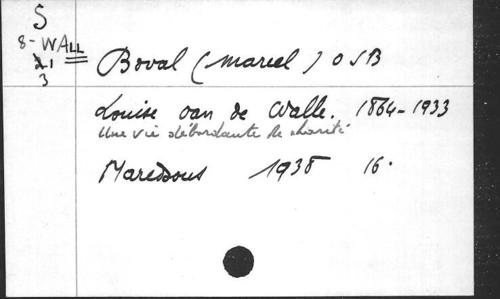 S
8-WALL
21
3
Boval (Marcel) OSB
Louise van de Walle. 1864-1933
Une vie débordante de charité
Maredsous 1938 16.